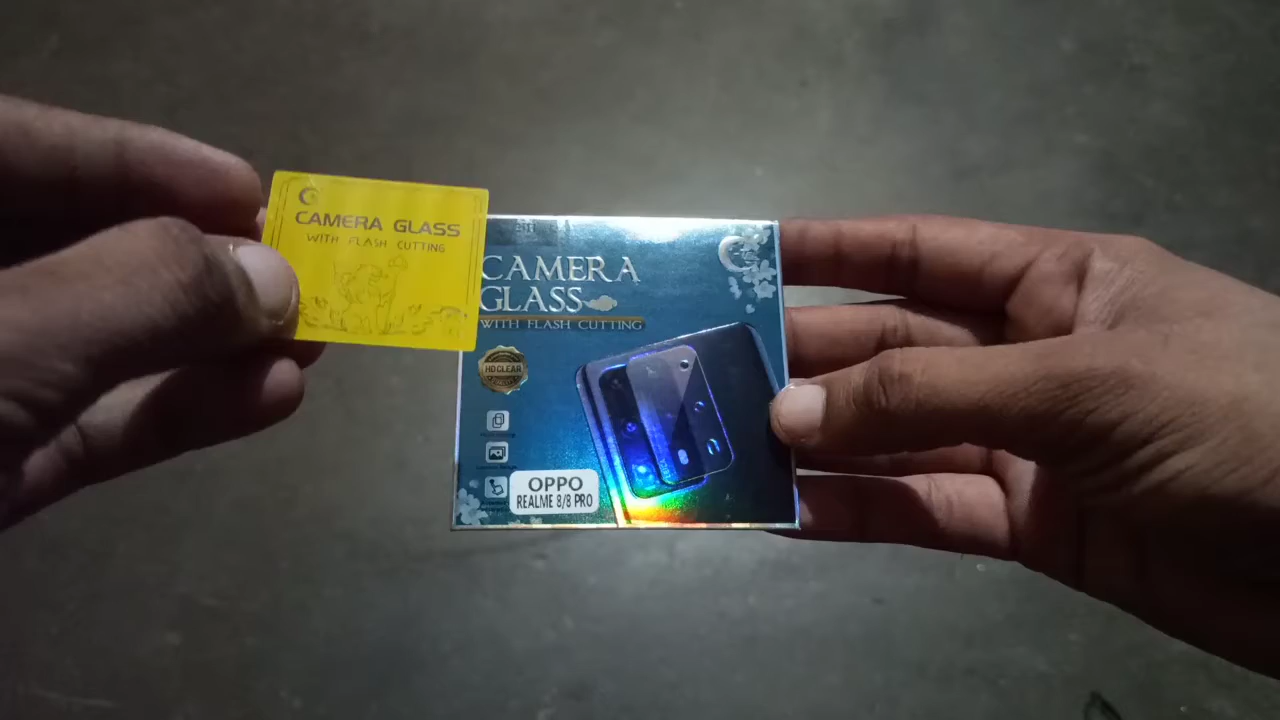 CAMERA GLASS
WITH FLASH CUTTING
CAMERA
GLASS
WITH FLASH CUTTING
HD CLEAR
OPPO
REALME 8/8 PRO